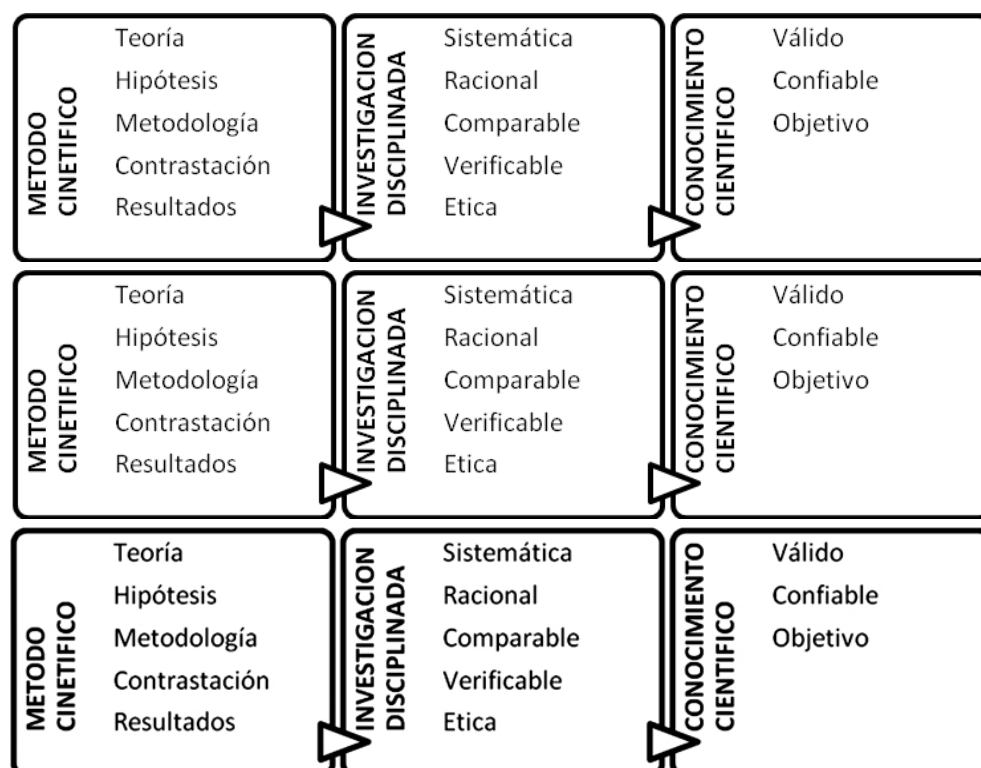 METODO
CINETIFICO
Teoría
Hipótesis
Metodología
Contrastación
Resultados
INVESTIGACION
DISCIPLINADA
Sistemática
Racional
Comparable
Verificable
Etica
CONOCIMIENTO
CIENTIFICO
Válido
Confiable
Objetivo
METODO
CINETIFICO
Teoría
Hipótesis
Metodología
Contrastación
Resultados
INVESTIGACION
DISCIPLINADA
Sistemática
Racional
Comparable
Verificable
Etica
CONOCIMIENTO
CIENTIFICO
Válido
Confiable
Objetivo
METODO
CINETIFICO
Teoría
Hipótesis
Metodología
Contrastación
Resultados
INVESTIGACION
DISCIPLINADA
Sistemática
Racional
Comparable
Verificable
Etica
CONOCIMIENTO
CIENTIFICO
Válido
Confiable
Objetivo